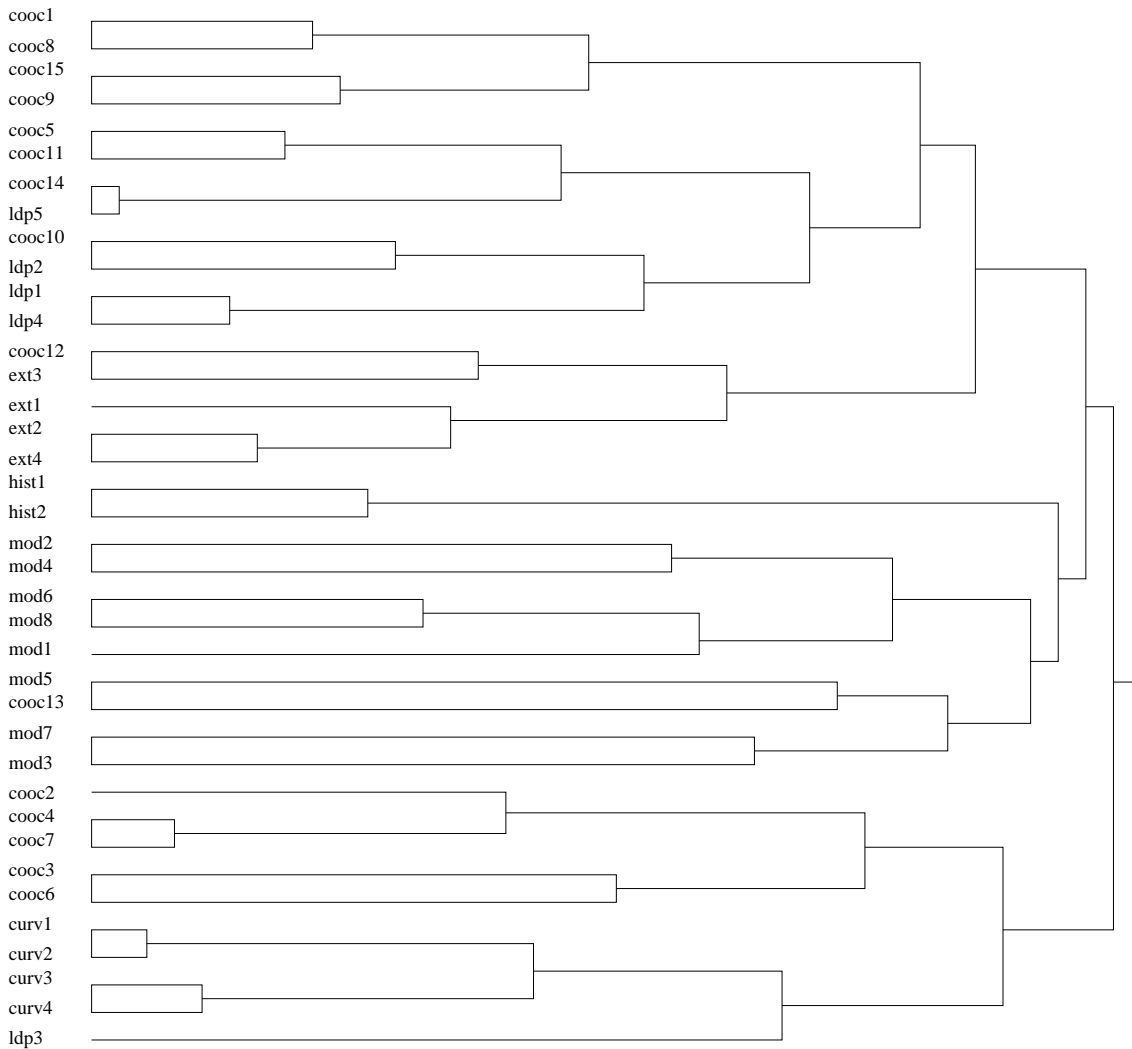 cooc1
cooc8
cooc15
cooc9
cooc5
cooc11
cooc14
ldp5
cooc10
ldp2
ldp1
ldp4
cooc12
ext3
ext1
ext2
ext4
hist1
hist2
mod2
mod4
mod6
mod8
mod1
mod5
cooc13
mod7
mod3
cooc2
cooc4
cooc7
cooc3
cooc6
curv1
curv2
curv3
curv4
ldp3